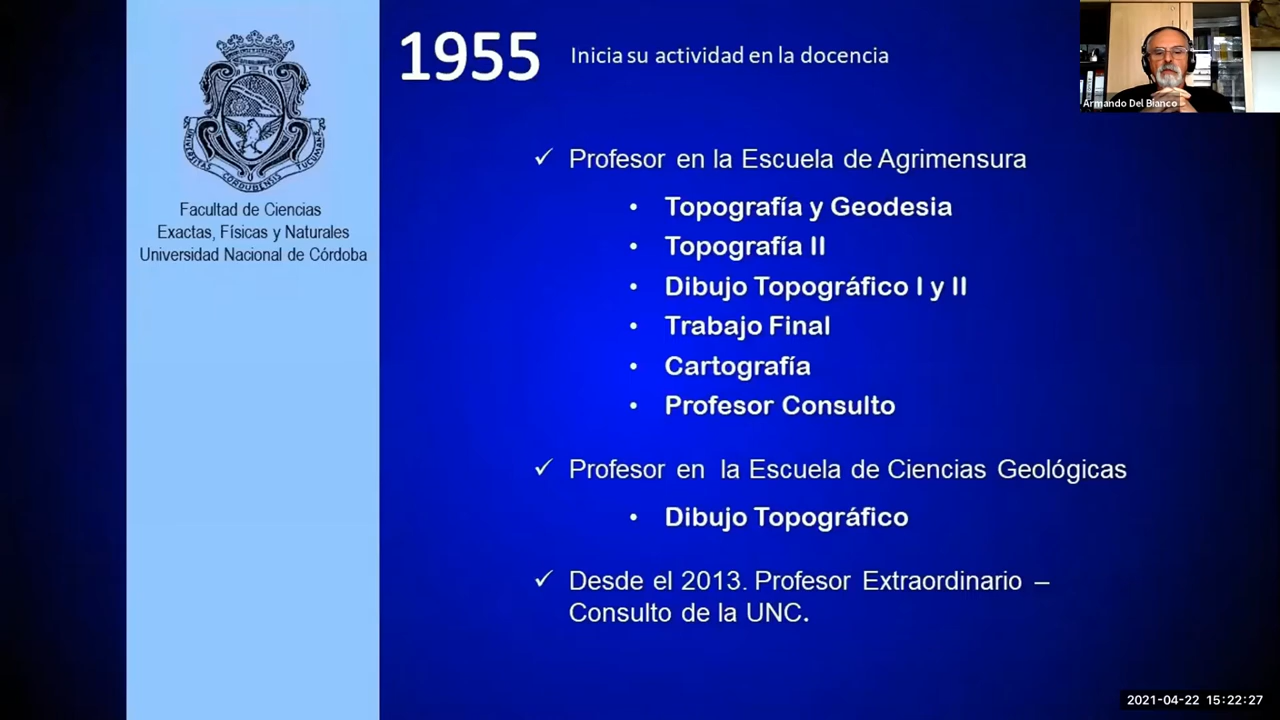 1955 Inicia su actividad en la docencia
Armando Del Bianco
UNIVERSITAS CORDUBENSIS TUCUMAN
Facultad de Ciencias
Exactas, Físicas y Naturales
Universidad Nacional de Córdoba
✓ Profesor en la Escuela de Agrimensura
• Topografía y Geodesia
• Topografía II
• Dibujo Topográfico I y II
• Trabajo Final
• Cartografía
• Profesor Consulto
✓ Profesor en la Escuela de Ciencias Geológicas
• Dibujo Topográfico
✓ Desde el 2013. Profesor Extraordinario –
Consulto de la UNC.
2021-04-22 15:22:27